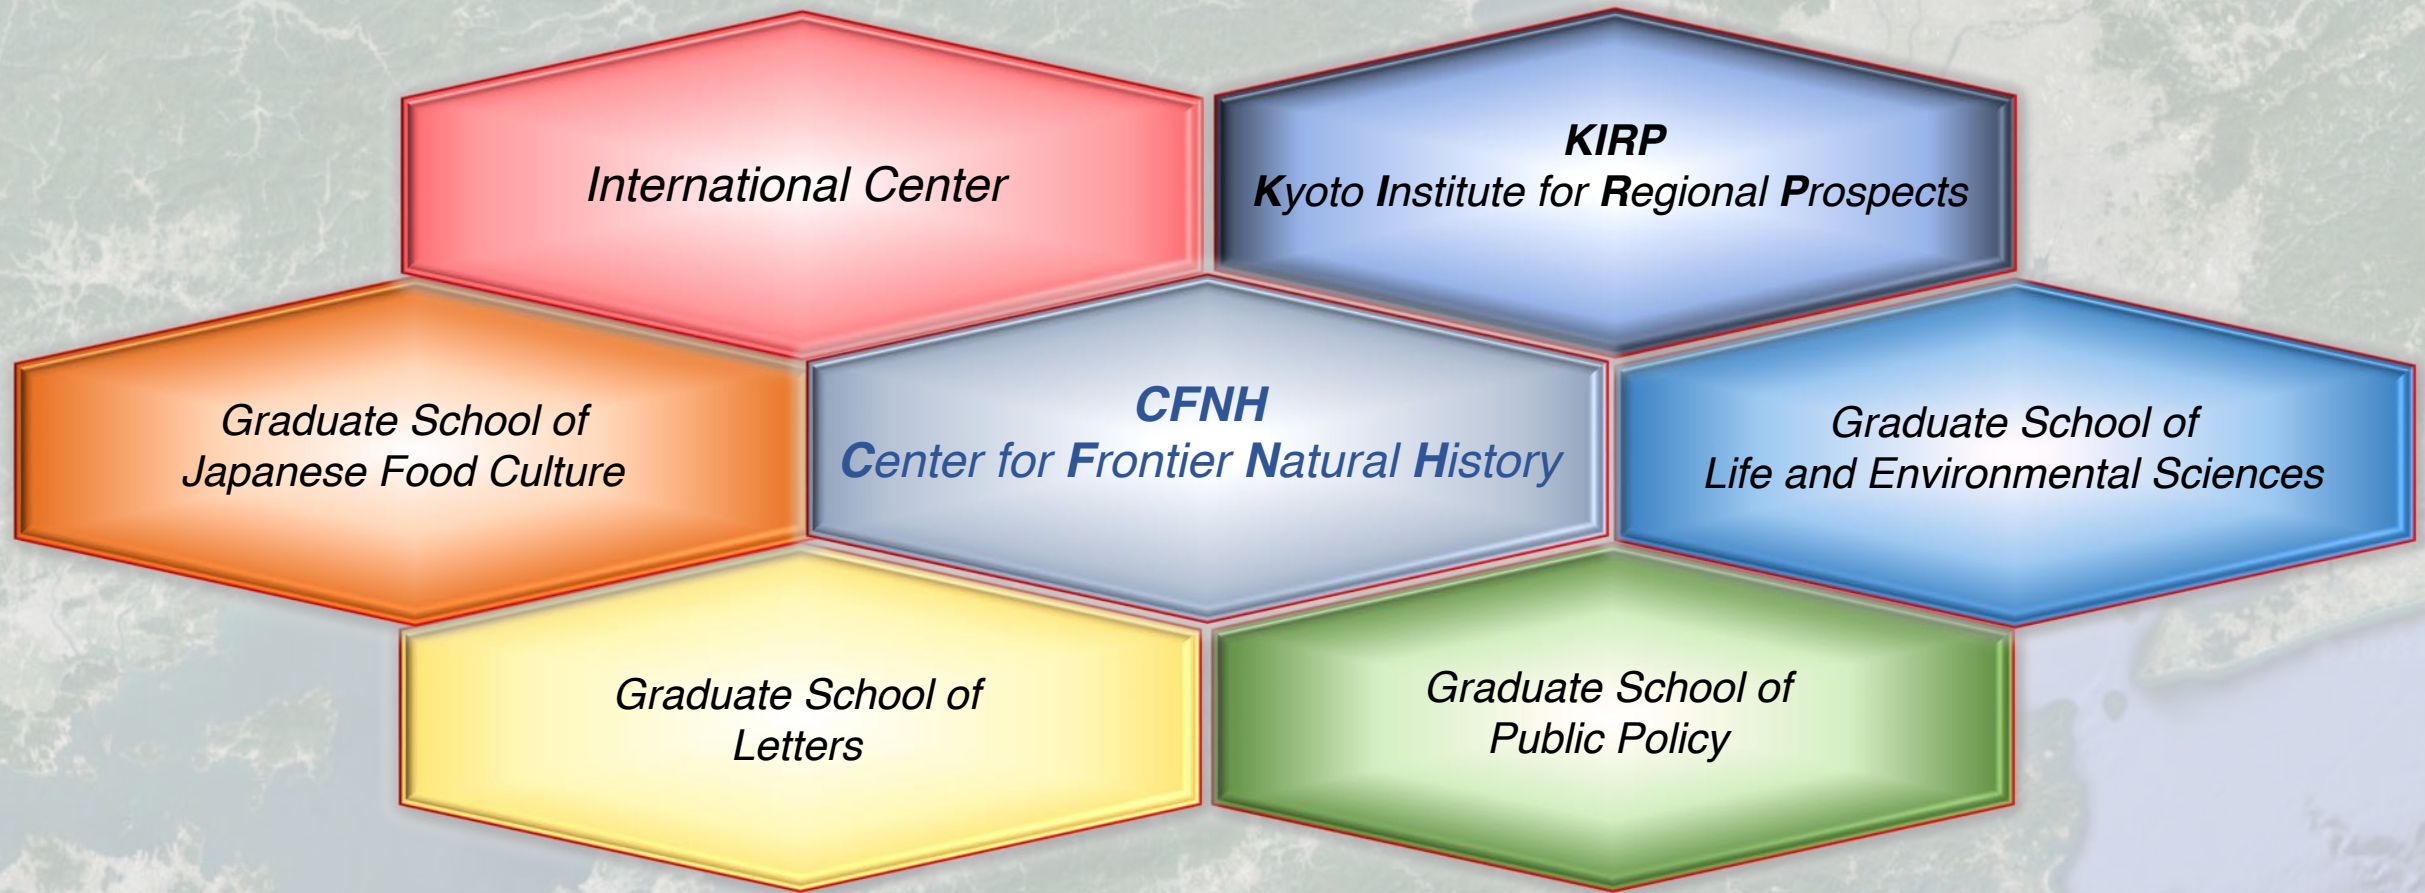 International Center
KIRP
Kyoto Institute for Regional Prospects
Graduate School of
Japanese Food Culture
CFNH
Center for Frontier Natural History
Graduate School of
Life and Environmental Sciences
Graduate School of
Letters
Graduate School of
Public Policy